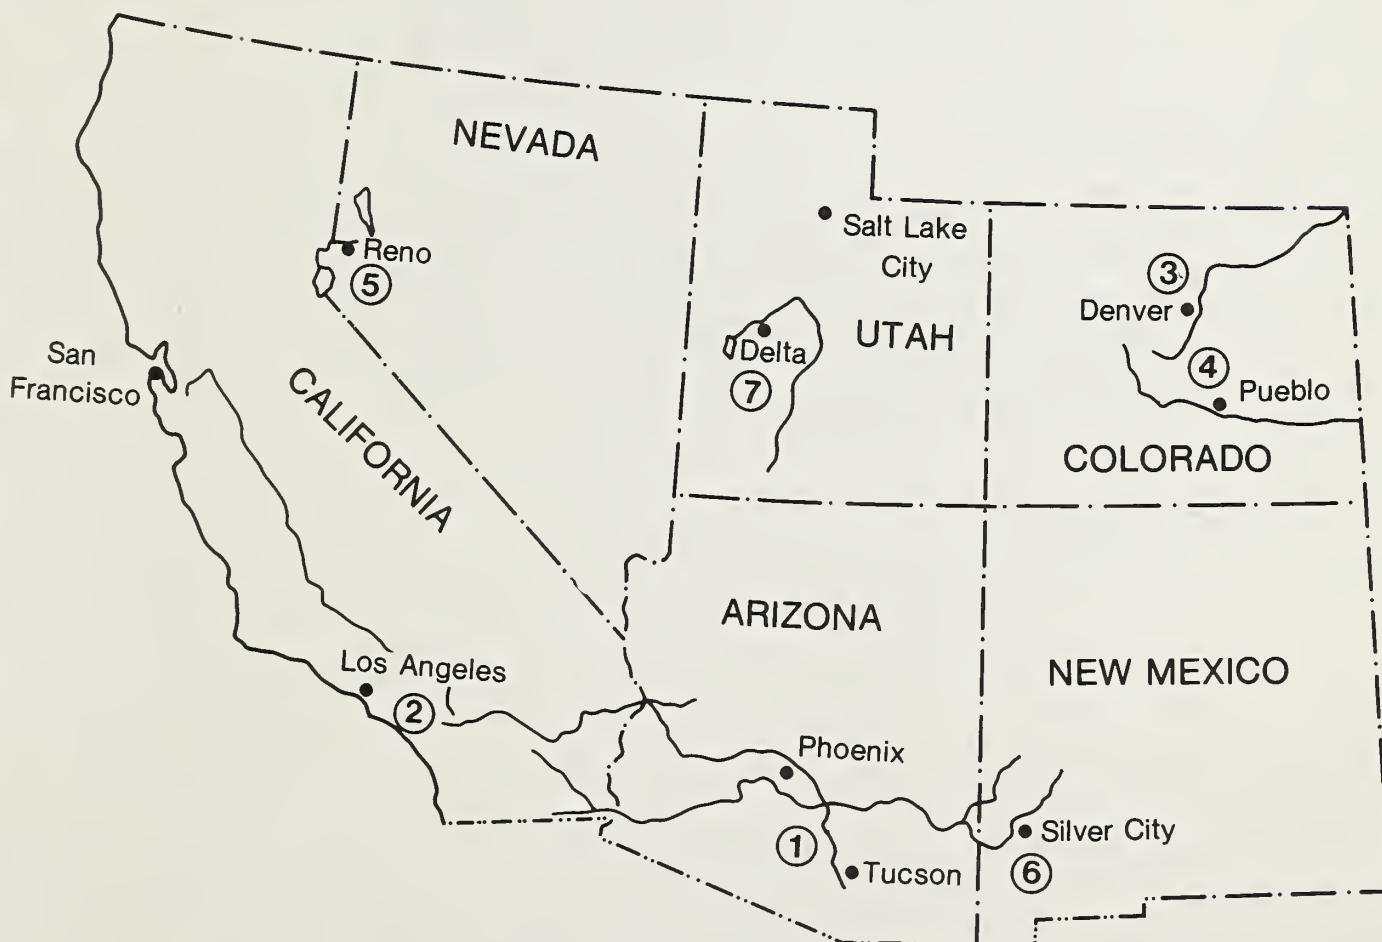 NEVADA
Salt Lake
City
Reno
5
3
Denver
UTAH
Delta
7
San
Francisco
4
Pueblo
CALIFORNIA
COLORADO
ARIZONA
Los Angeles
2
NEW MEXICO
Phoenix
Silver City
1
Tucson
6